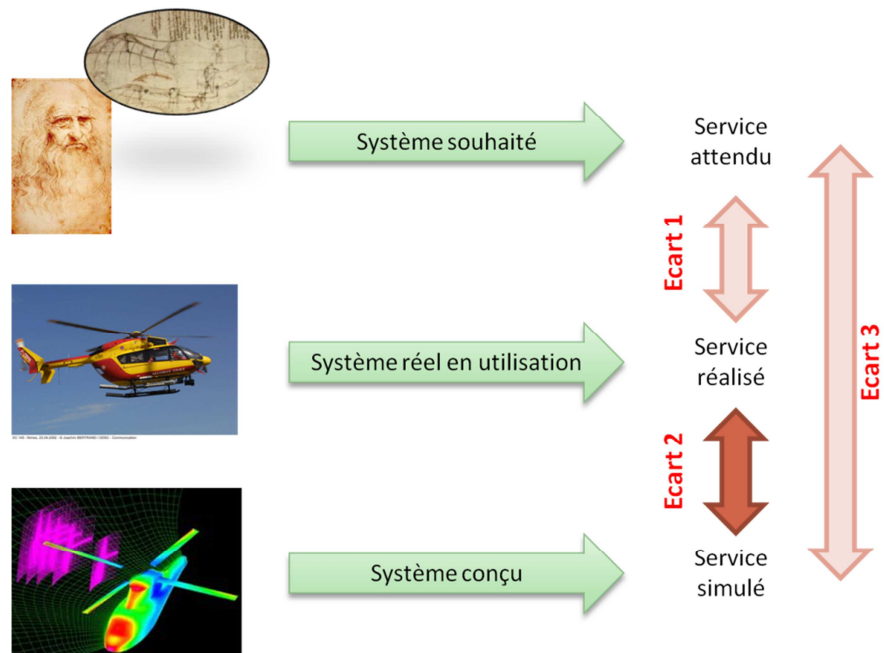 Système souhaité
Service
attendu
Ecart 1
Ecart 3
Système réel en utilisation
Service
réalisé
Ecart 2
Système conçu
Service
simulé